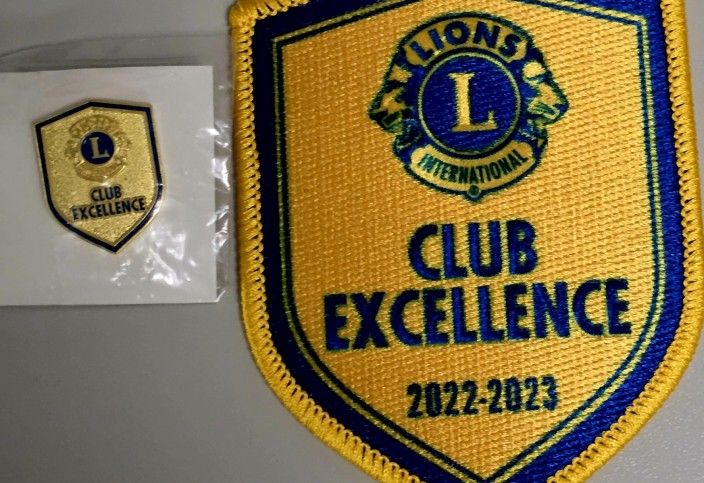 L
CLUB
EXCELLENCE
LIONS
L
INTERNATIONAL
CLUB
EXCELLENCE
2022-2023